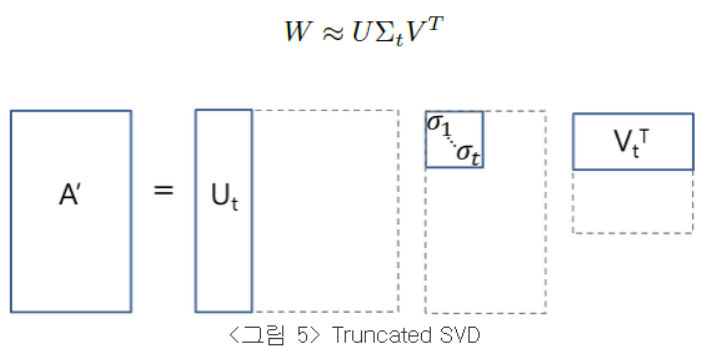 W ≈ UΣ_tV^T
A′ = U_t σ_1 ⋱ σ_t V_t^T
<그림 5> Truncated SVD